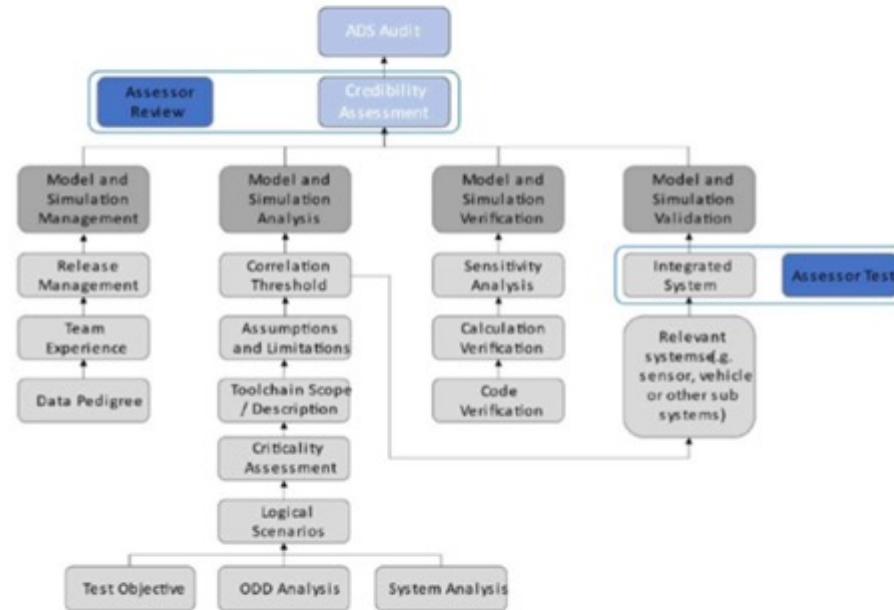 ADS Audit
Assessor
Review
Credibility
Assessment
Model and
Simulation
Management
Model and
Simulation
Analysis
Model and
Simulation
Verification
Model and
Simulation
Validation
Release
Management
Correlation
Threshold
Sensitivity
Analysis
Integrated
System
Assessor Test
Team
Experience
Assumptions
and Limitations
Calculation
Verification
Relevant
systems(e.g.
sensor, vehicle
or other sub
systems)
Data Pedigree
Toolchain Scope
/ Description
Code
Verification
Criticality
Assessment
Logical
Scenarios
Test Objective
ODD Analysis
System Analysis